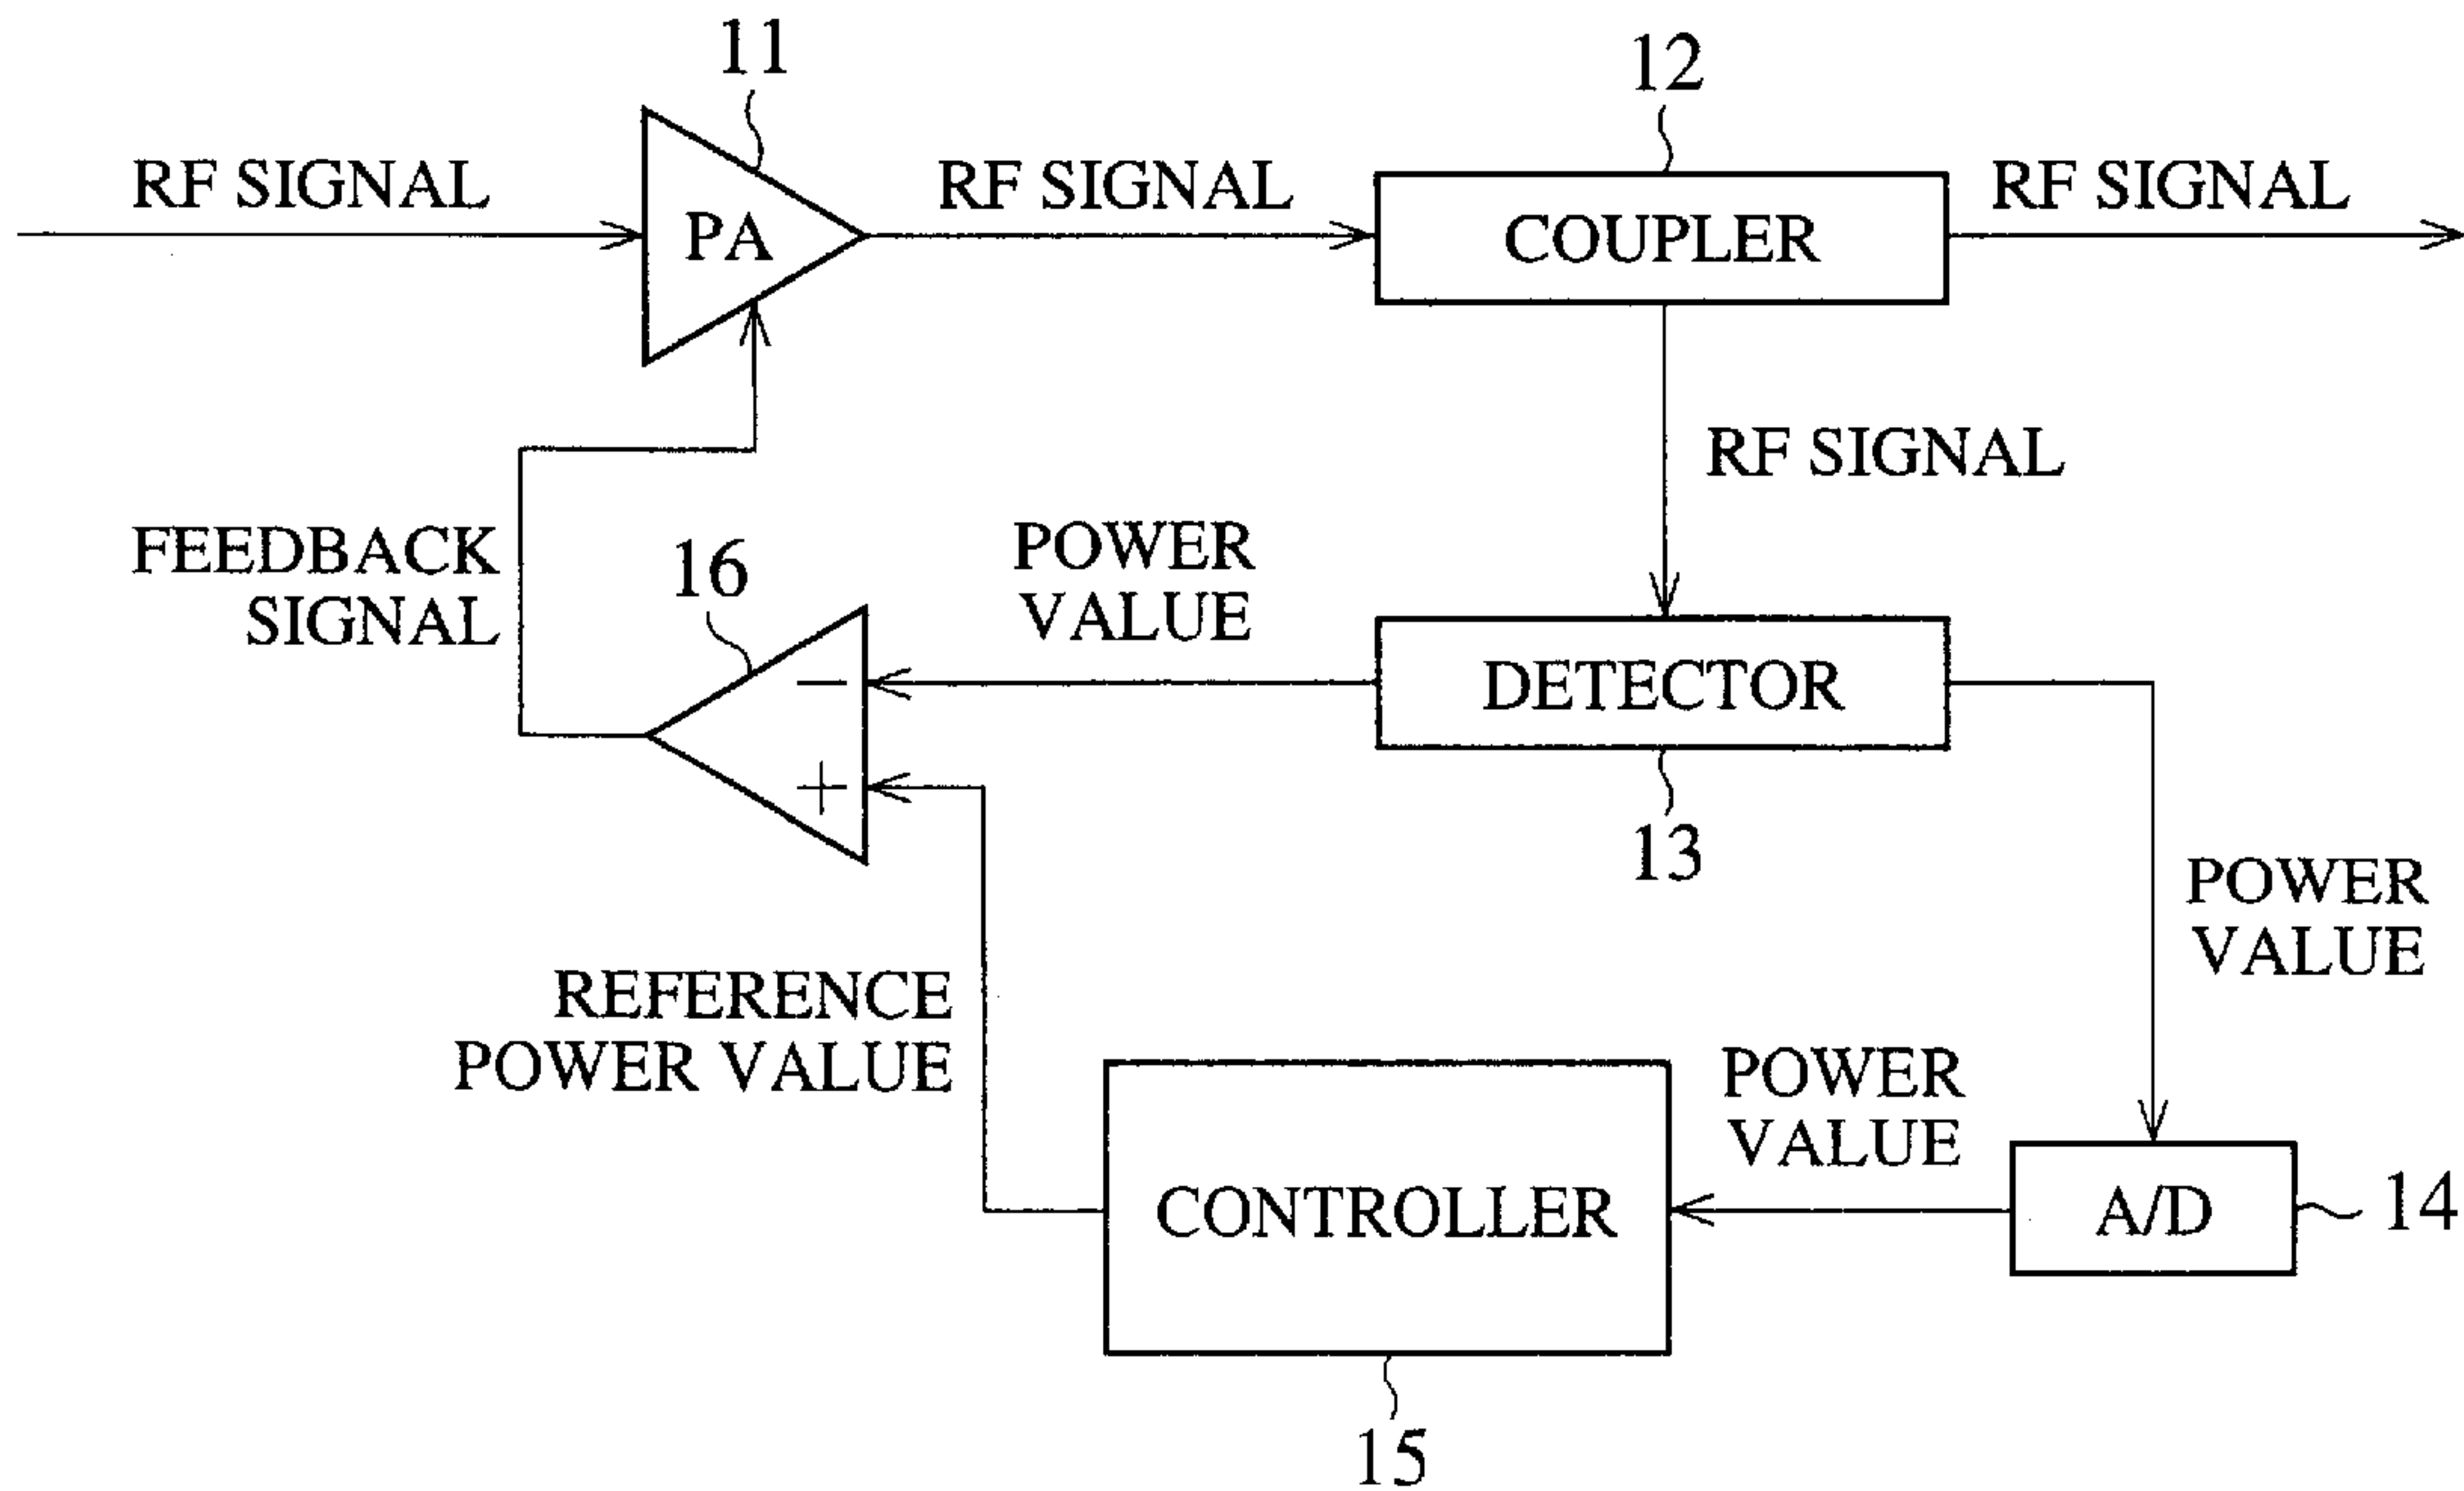 11
12
RF SIGNAL
RF SIGNAL
RF SIGNAL
PA
COUPLER
RF SIGNAL
FEEDBACK
SIGNAL
16
POWER
VALUE
−
+
DETECTOR
13
POWER
VALUE
REFERENCE
POWER VALUE
POWER
VALUE
CONTROLLER
A/D
14
15